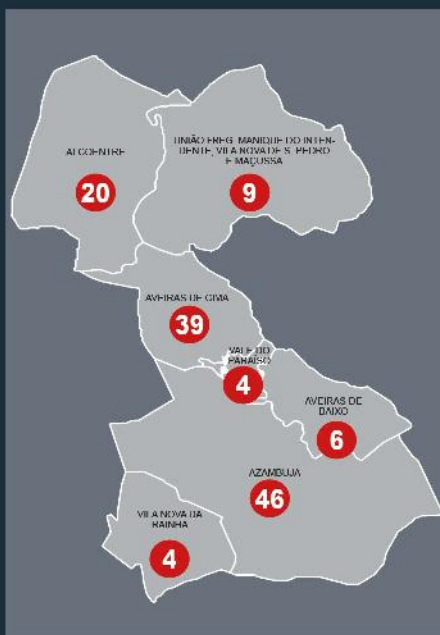 ALCOENTRE
20
UNIÃO FREG. MANIQUE DO INTEN-
DENTE, VILA NOVA DE S. PEDRO
E MAÇUSSA
9
AVEIRAS DE CIMA
39
VALE DO
PARAÍSO
4
AVEIRAS DE
BAIXO
6
AZAMBUJA
46
VILA NOVA DA
RAINHA
4